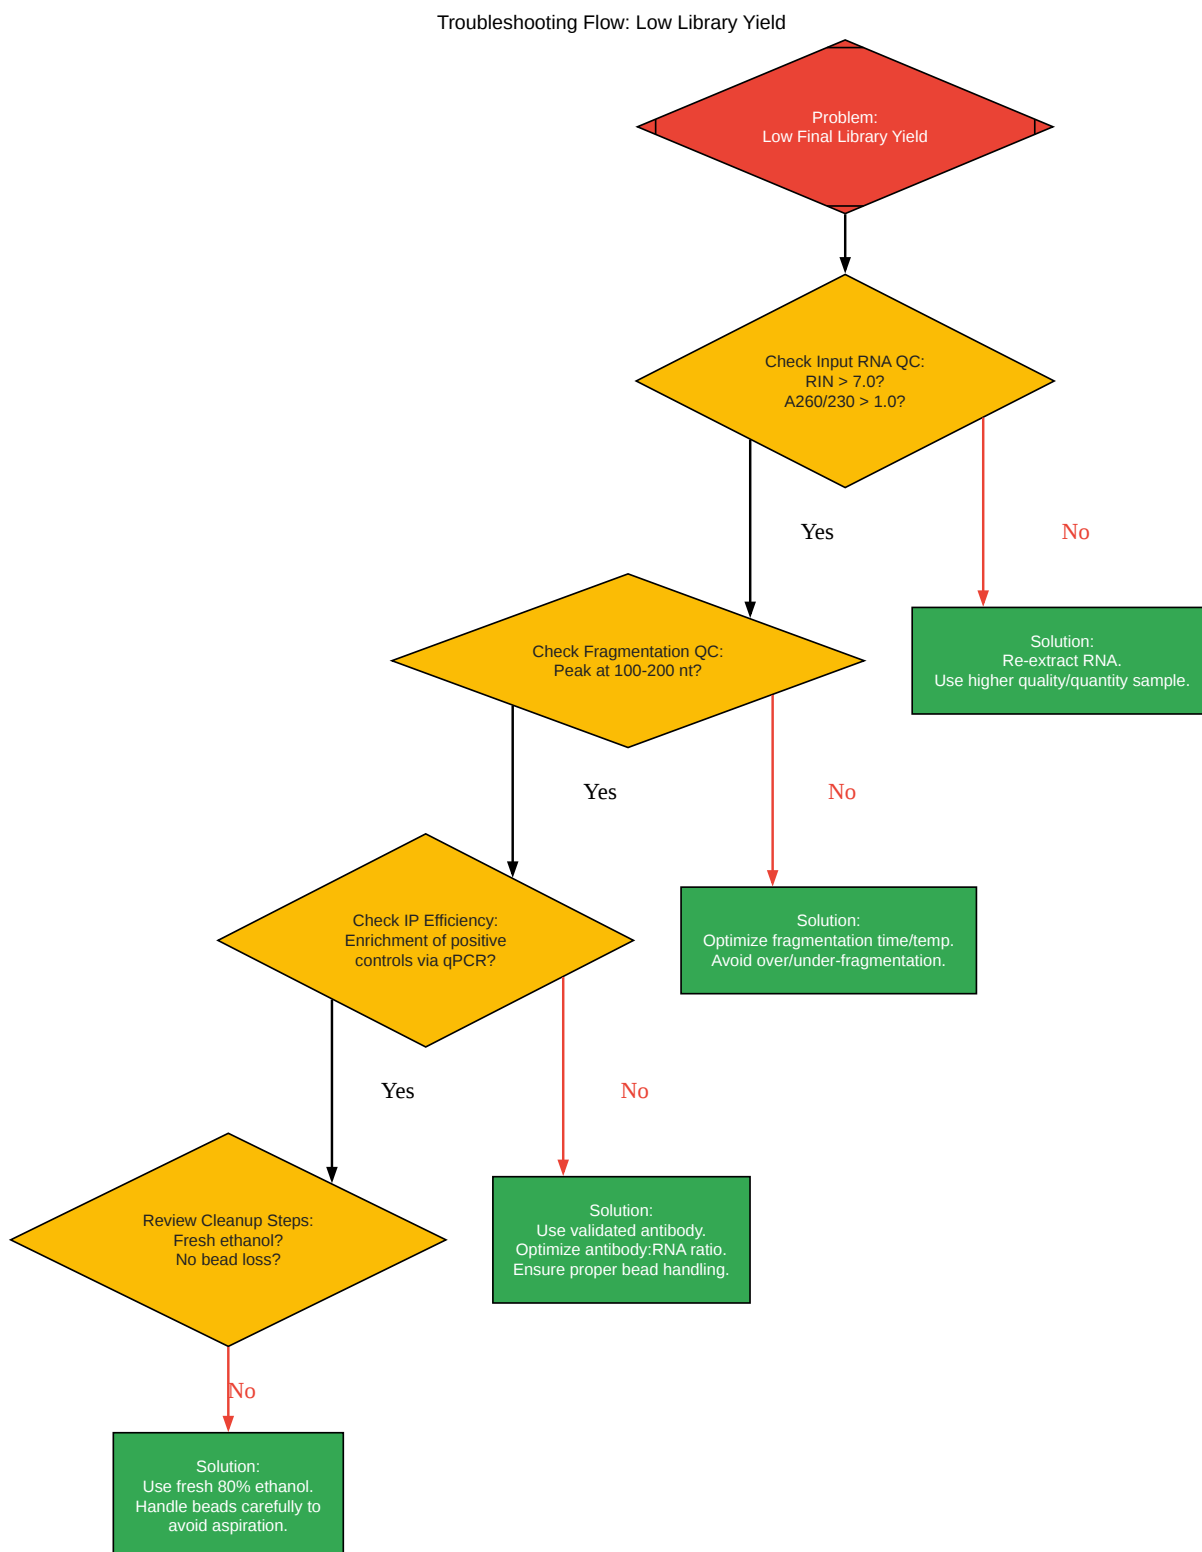 Troubleshooting Flow: Low Library Yield
Problem:
Low Final Library Yield
Check Input RNA QC:
RIN > 7.0?
A260/230 > 1.0?
Yes
No
Check Fragmentation QC:
Peak at 100-200 nt?
Solution:
Re-extract RNA.
Use higher quality/quantity sample.
Yes
No
Check IP Efficiency:
Enrichment of positive
controls via qPCR?
Solution:
Optimize fragmentation time/temp.
Avoid over/under-fragmentation.
Yes
No
Review Cleanup Steps:
Fresh ethanol?
No bead loss?
Solution:
Use validated antibody.
Optimize antibody:RNA ratio.
Ensure proper bead handling.
No
Solution:
Use fresh 80% ethanol.
Handle beads carefully to
avoid aspiration.